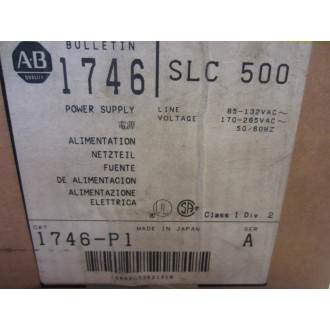 BULLETIN
A-B
QUALITY
1746
SLC 500
POWER SUPPLY
LINE VOLTAGE
85-132VAC~
170-265VAC~
50/60HZ
電源
ALIMENTATION
NETZTEIL
FUENTE
DE ALIMENTACION
ALIMENTAZIONE
ELETTRICA
Class I Div. 2
CAT
1746-P1
MADE IN JAPAN
SER
A